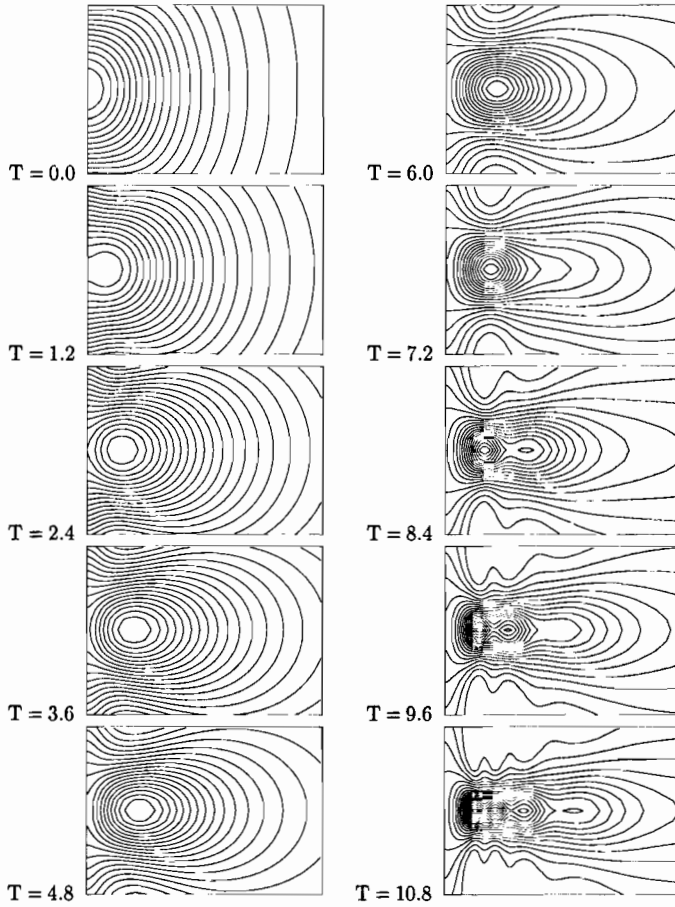 T = 0.0
T = 1.2
T = 2.4
T = 3.6
T = 4.8
T = 6.0
T = 7.2
T = 8.4
T = 9.6
T = 10.8